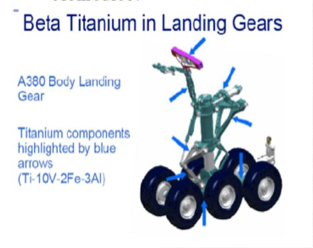 Beta Titanium in Landing Gears
A380 Body Landing
Gear
Titanium components
highlighted by blue
arrows
(Ti-10V-2Fe-3Al)